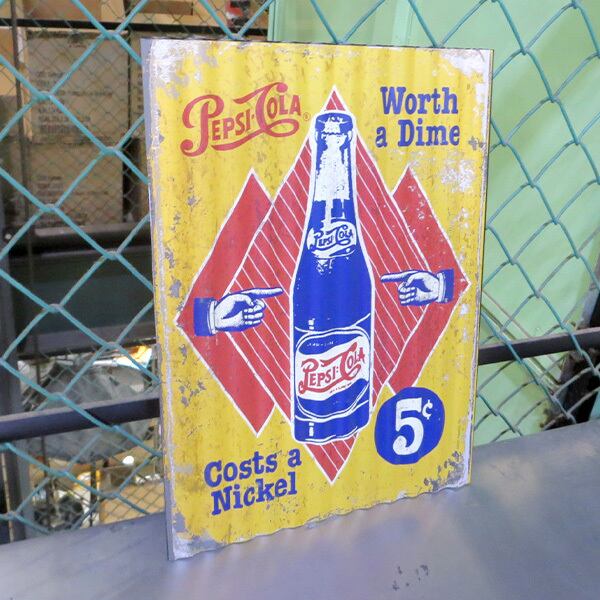 PEPSI-COLA®
Worth
a Dime
PEPSI-COLA
PEPSI-COLA
5¢
Costs a
Nickel